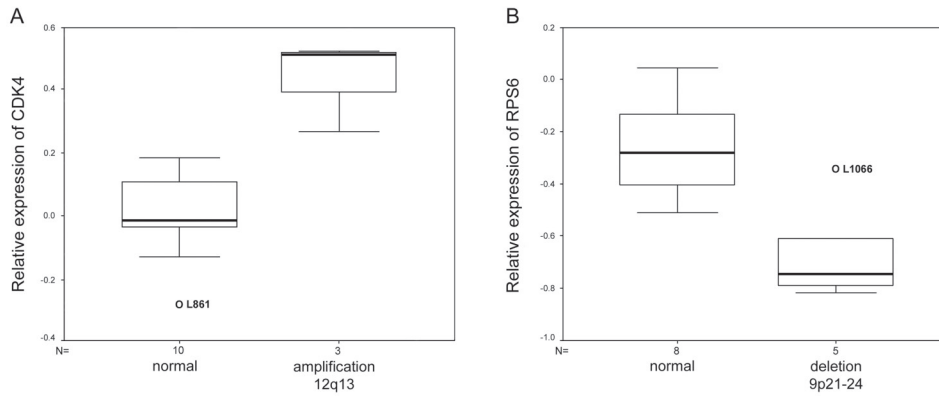 A
Relative expression of CDK4
0.6
0.4
0.2
0.0
-0.2
-0.4
O L861
N=
10
3
normal
amplification
12q13
B
Relative expression of RPS6
0.2
0.0
-0.2
-0.4
-0.6
-0.8
-1.0
O L1066
N=
8
5
normal
deletion
9p21-24